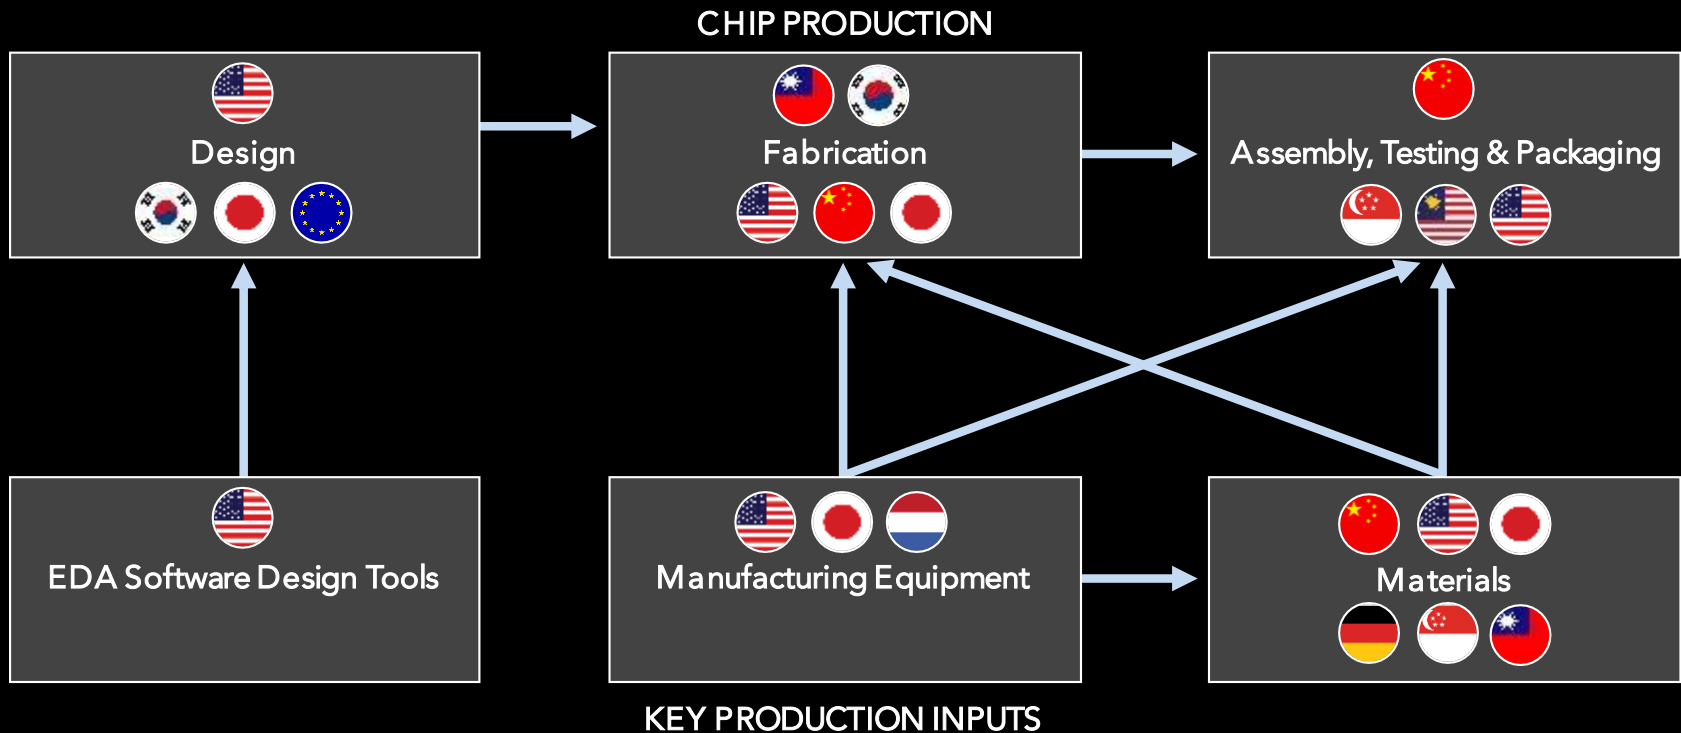 CHIP PRODUCTION
Design
Fabrication
Assembly, Testing & Packaging
EDA Software Design Tools
Manufacturing Equipment
Materials
KEY PRODUCTION INPUTS